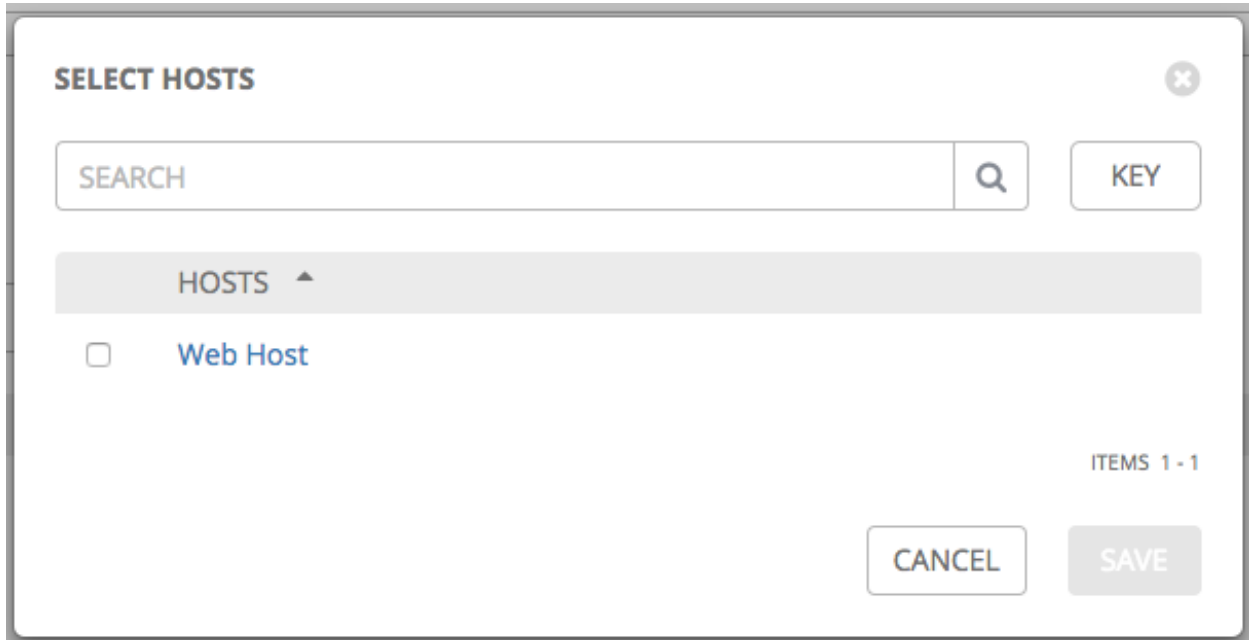 SELECT HOSTS
SEARCH
KEY
HOSTS
Web Host
ITEMS 1 - 1
CANCEL
SAVE